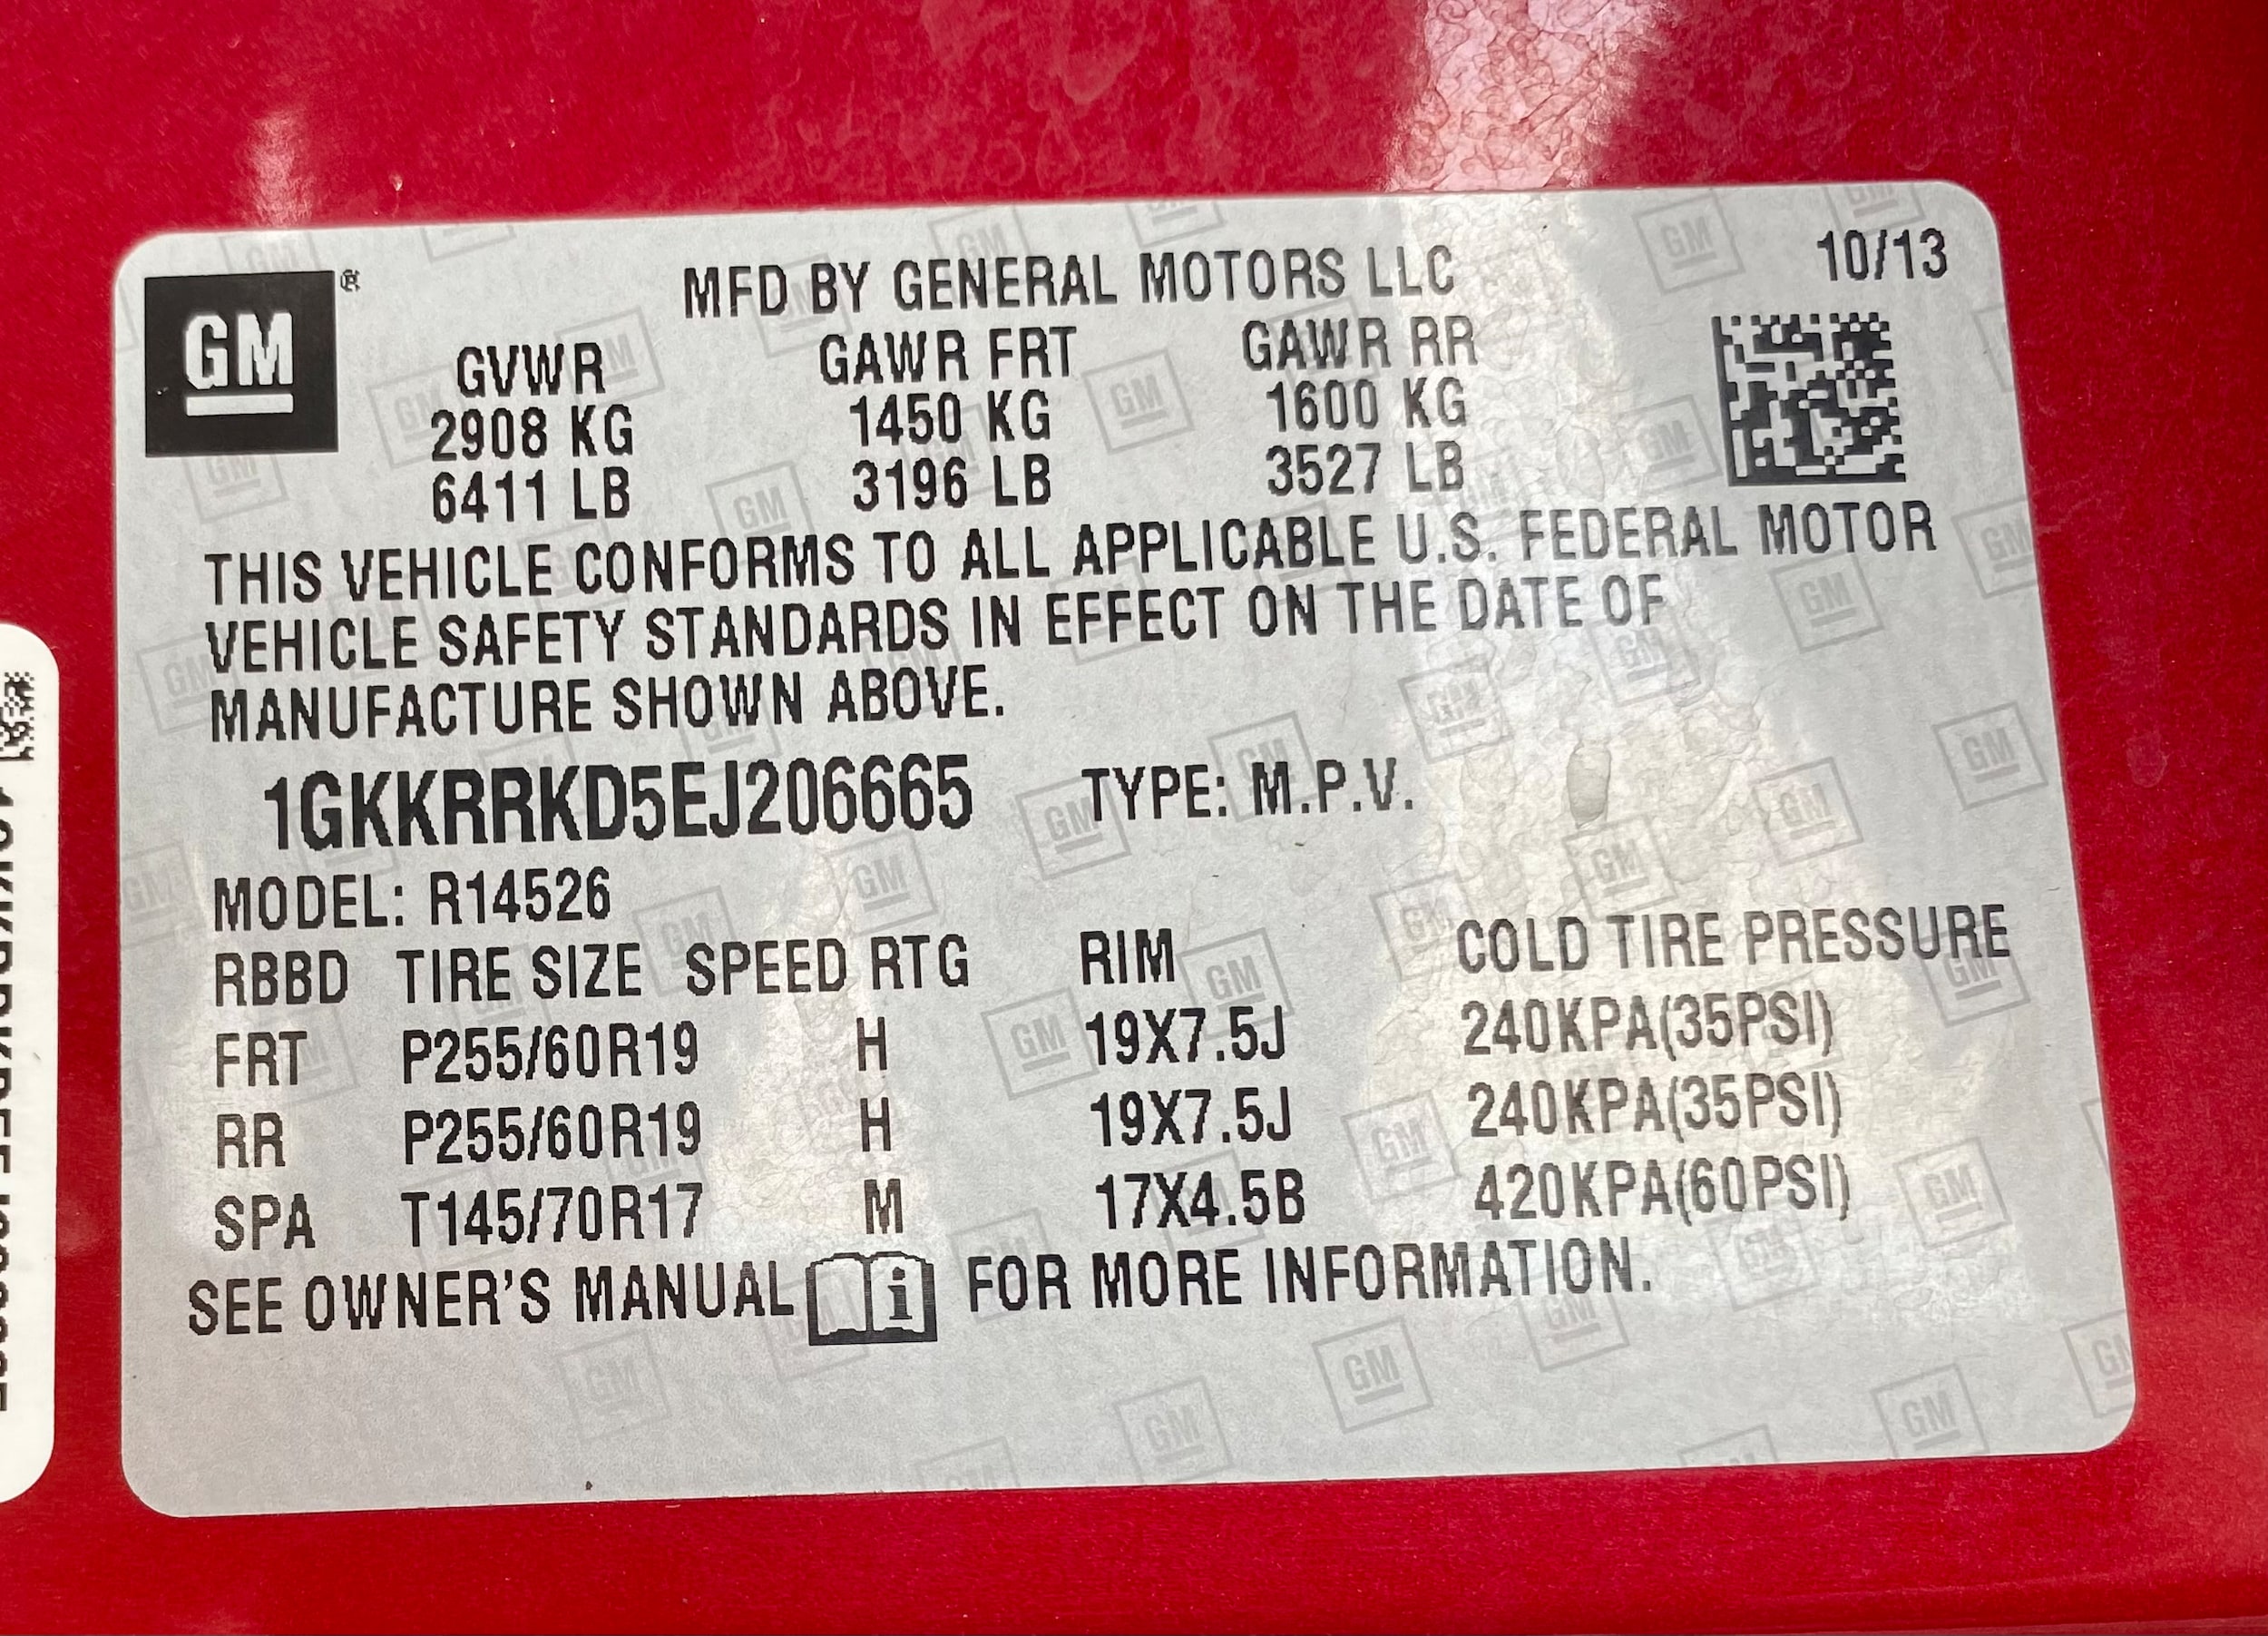 GM®
MFD BY GENERAL MOTORS LLC 10/13
GVWR GAWR FRT GAWR RR
2908 KG 1450 KG 1600 KG
6411 LB 3196 LB 3527 LB
THIS VEHICLE CONFORMS TO ALL APPLICABLE U.S. FEDERAL MOTOR
VEHICLE SAFETY STANDARDS IN EFFECT ON THE DATE OF
MANUFACTURE SHOWN ABOVE.
1GKKRRKD5EJ206665 TYPE: M.P.V.
MODEL: R14526
RBBD TIRE SIZE SPEED RTG RIM COLD TIRE PRESSURE
FRT P255/60R19 H 19X7.5J 240KPA(35PSI)
RR P255/60R19 H 19X7.5J 240KPA(35PSI)
SPA T145/70R17 M 17X4.5B 420KPA(60PSI)
SEE OWNER'S MANUAL i FOR MORE INFORMATION.